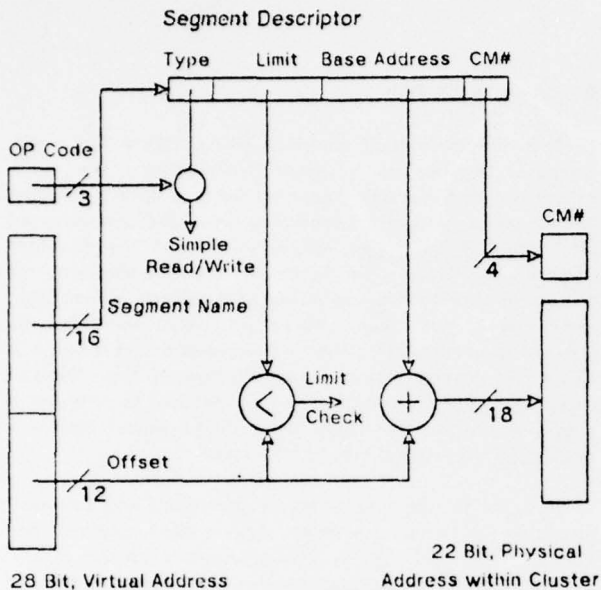 Segment Descriptor
Type Limit Base Address CM#
OP Code
3
Simple
Read/Write
CM#
4
Segment Name
16
<
Limit
Check
+
18
Offset
12
28 Bit, Virtual Address
22 Bit, Physical
Address within Cluster